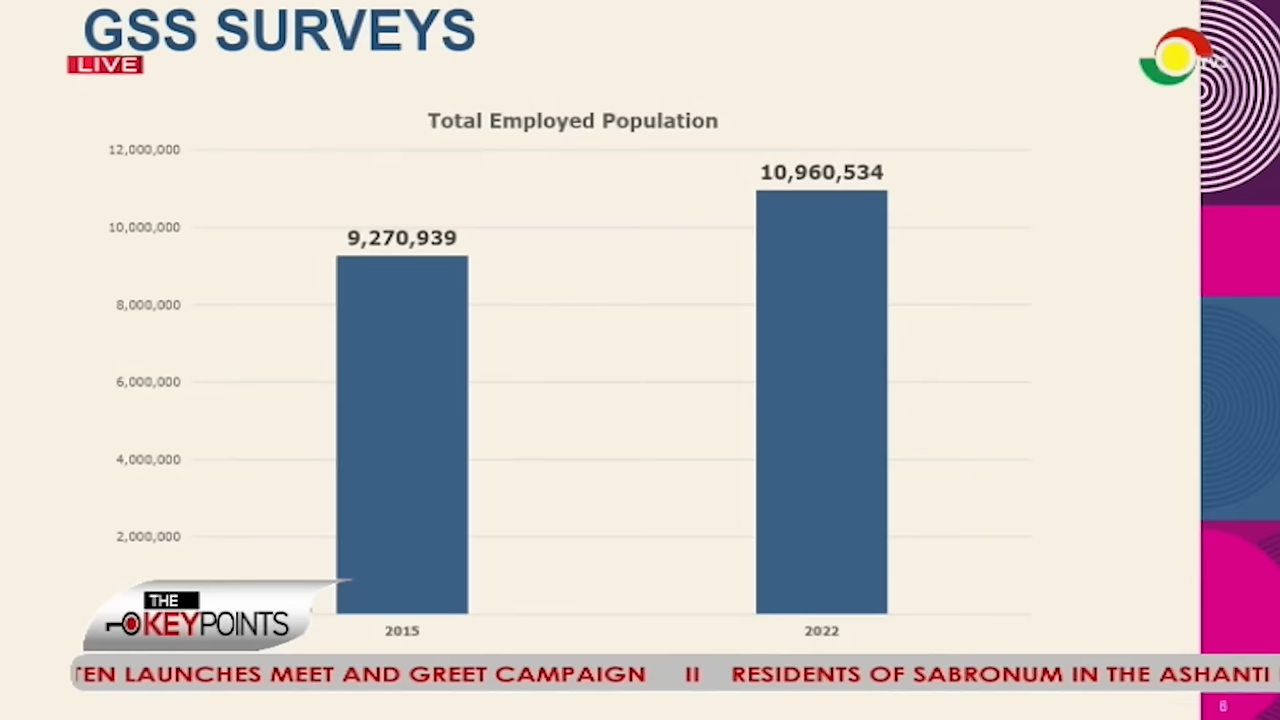 GSS SURVEYS
LIVE
Total Employed Population
12,000,000
10,960,534
10,000,000
9,270,939
8,000,000
6,000,000
4,000,000
2,000,000
2015
2022
THE
KEYPOINTS
TEN LAUNCHES MEET AND GREET CAMPAIGN II RESIDENTS OF SABRONUM IN THE ASHANTI
6